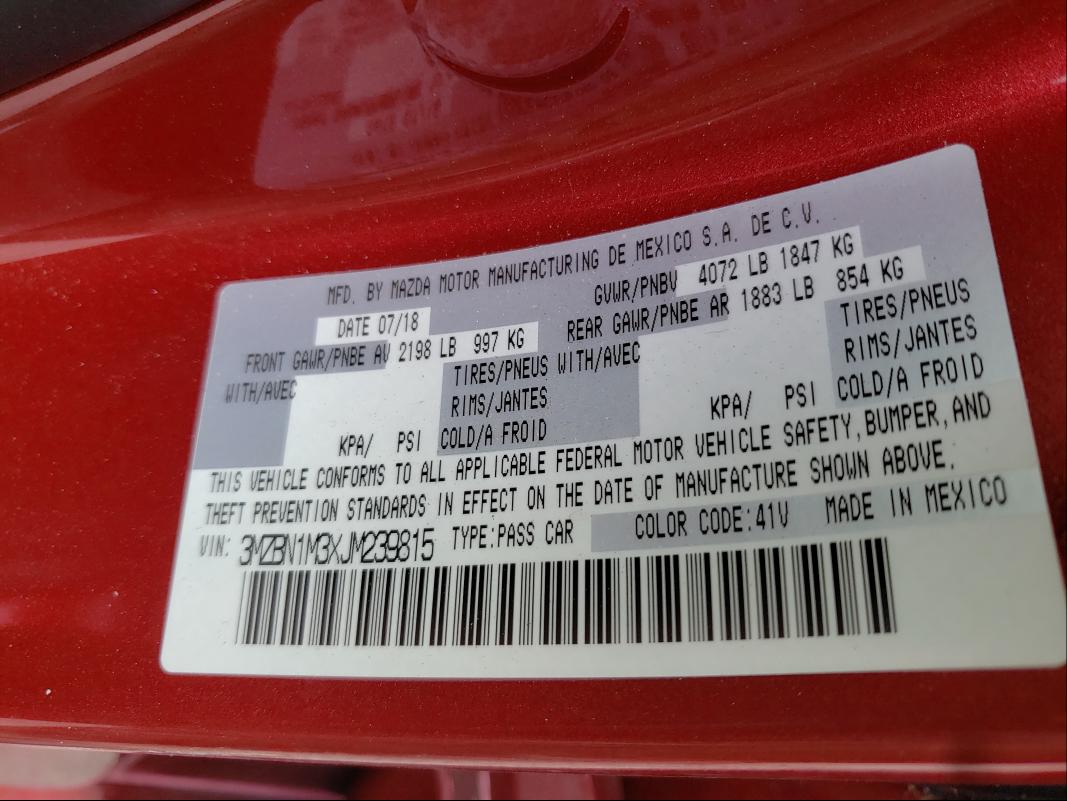 MFD. BY MAZDA MOTOR MANUFACTURING DE MEXICO S.A. DE C.V.
DATE 07/18 GVWR/PNBV 4072 LB 1847 KG
FRONT GAWR/PNBE AV 2198 LB 997 KG REAR GAWR/PNBE AR 1883 LB 854 KG
WITH/AVEC TIRES/PNEUS WITH/AVEC TIRES/PNEUS
RIMS/JANTES RIMS/JANTES
KPA/ PSI COLD/A FROID KPA/ PSI COLD/A FROID
THIS VEHICLE CONFORMS TO ALL APPLICABLE FEDERAL MOTOR VEHICLE SAFETY, BUMPER, AND
THEFT PREVENTION STANDARDS IN EFFECT ON THE DATE OF MANUFACTURE SHOWN ABOVE.
VIN: 3MZBN1M3XJM239815 TYPE:PASS CAR COLOR CODE:41V MADE IN MEXICO